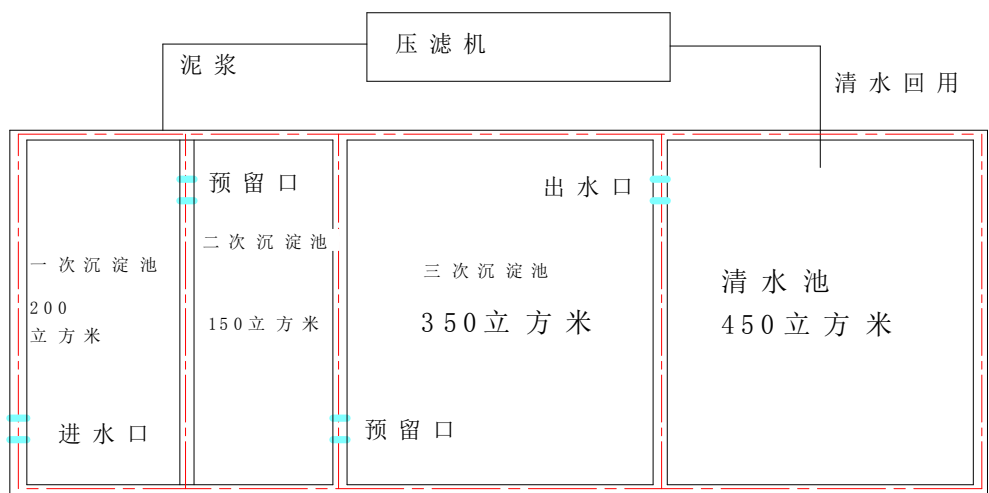 压滤机
泥浆
清水回用
预留口
出水口
二次沉淀池
一次沉淀池
三次沉淀池
清水池
200
立方米
150立方米
350立方米
450立方米
进水口
预留口